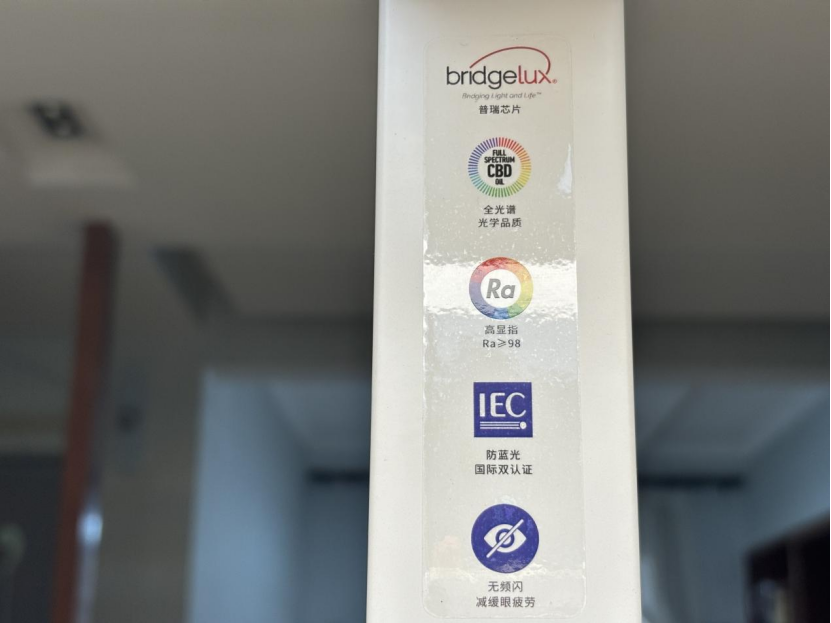 bridgelux®
Bridging Light and Life™
普瑞芯片
FULL
SPECTRUM
CBD
OIL
全光谱
光学品质
Ra
高显指
Ra≥98
IEC
防蓝光
国际双认证
无频闪
减缓眼疲劳